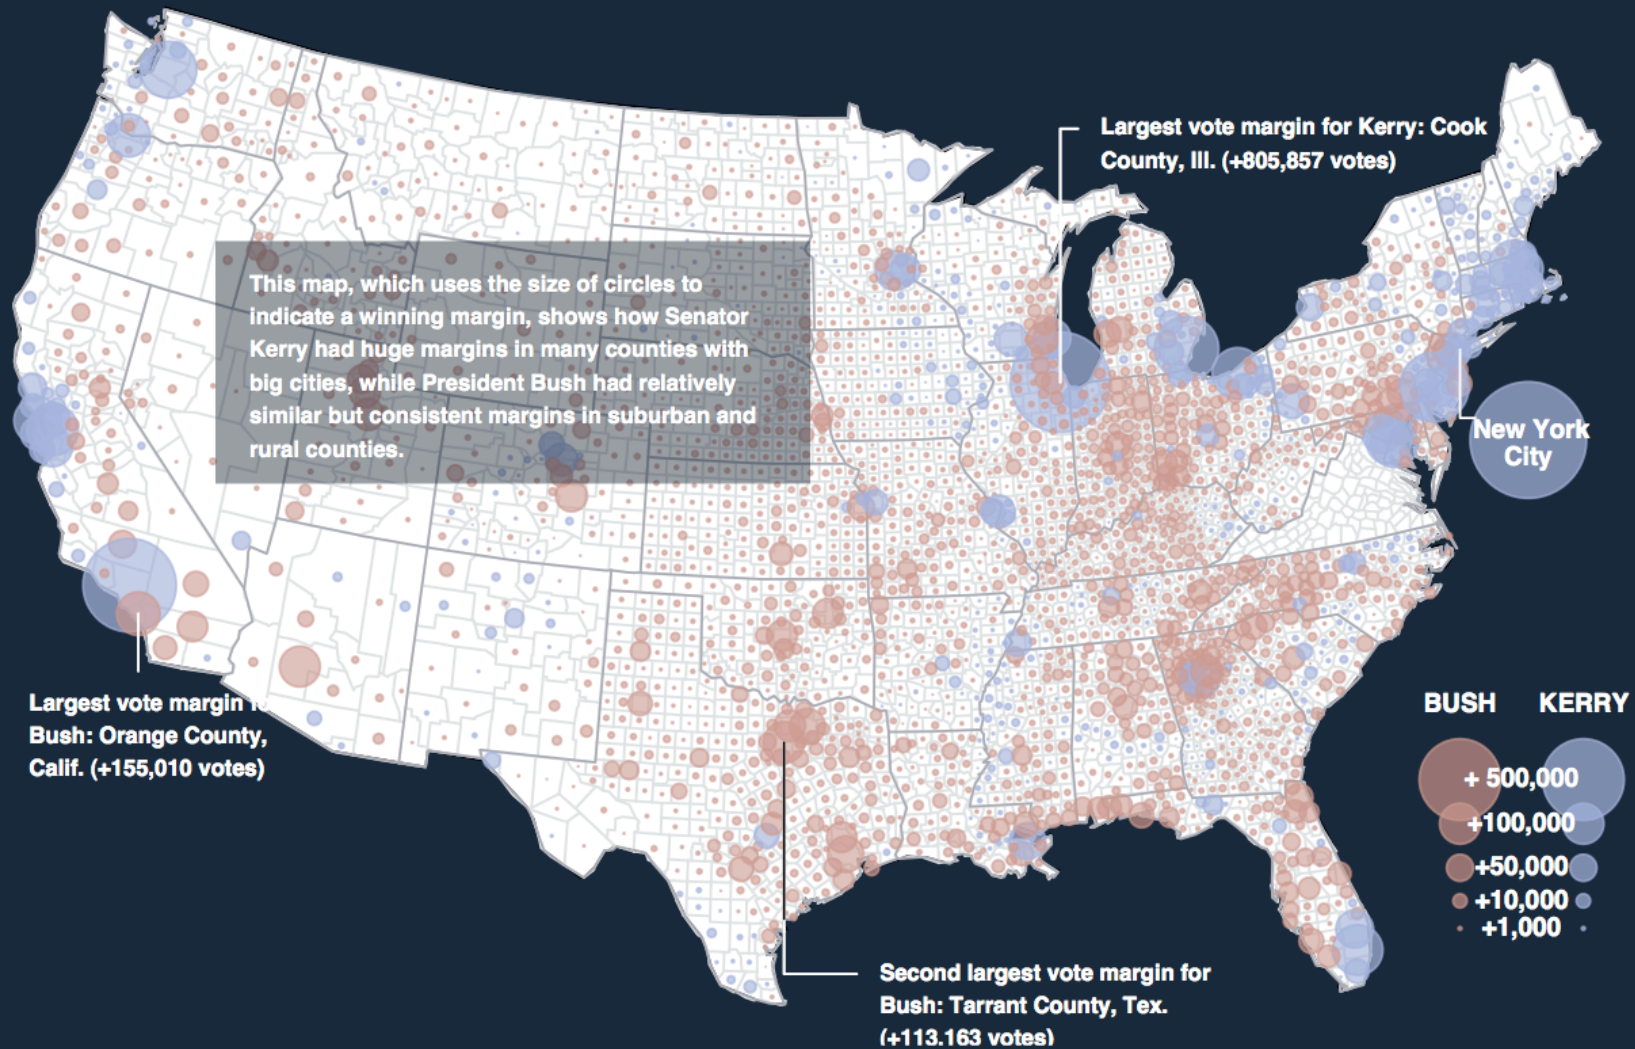 Largest vote margin for Kerry: Cook
County, Ill. (+805,857 votes)
This map, which uses the size of circles to
indicate a winning margin, shows how Senator
Kerry had huge margins in many counties with
big cities, while President Bush had relatively
similar but consistent margins in suburban and
rural counties.
New York
City
Largest vote margin
Bush: Orange County,
Calif. (+155,010 votes)
BUSH KERRY
+ 500,000
+100,000
+50,000
+10,000
+1,000
Second largest vote margin for
Bush: Tarrant County, Tex.
(+113.163 votes)